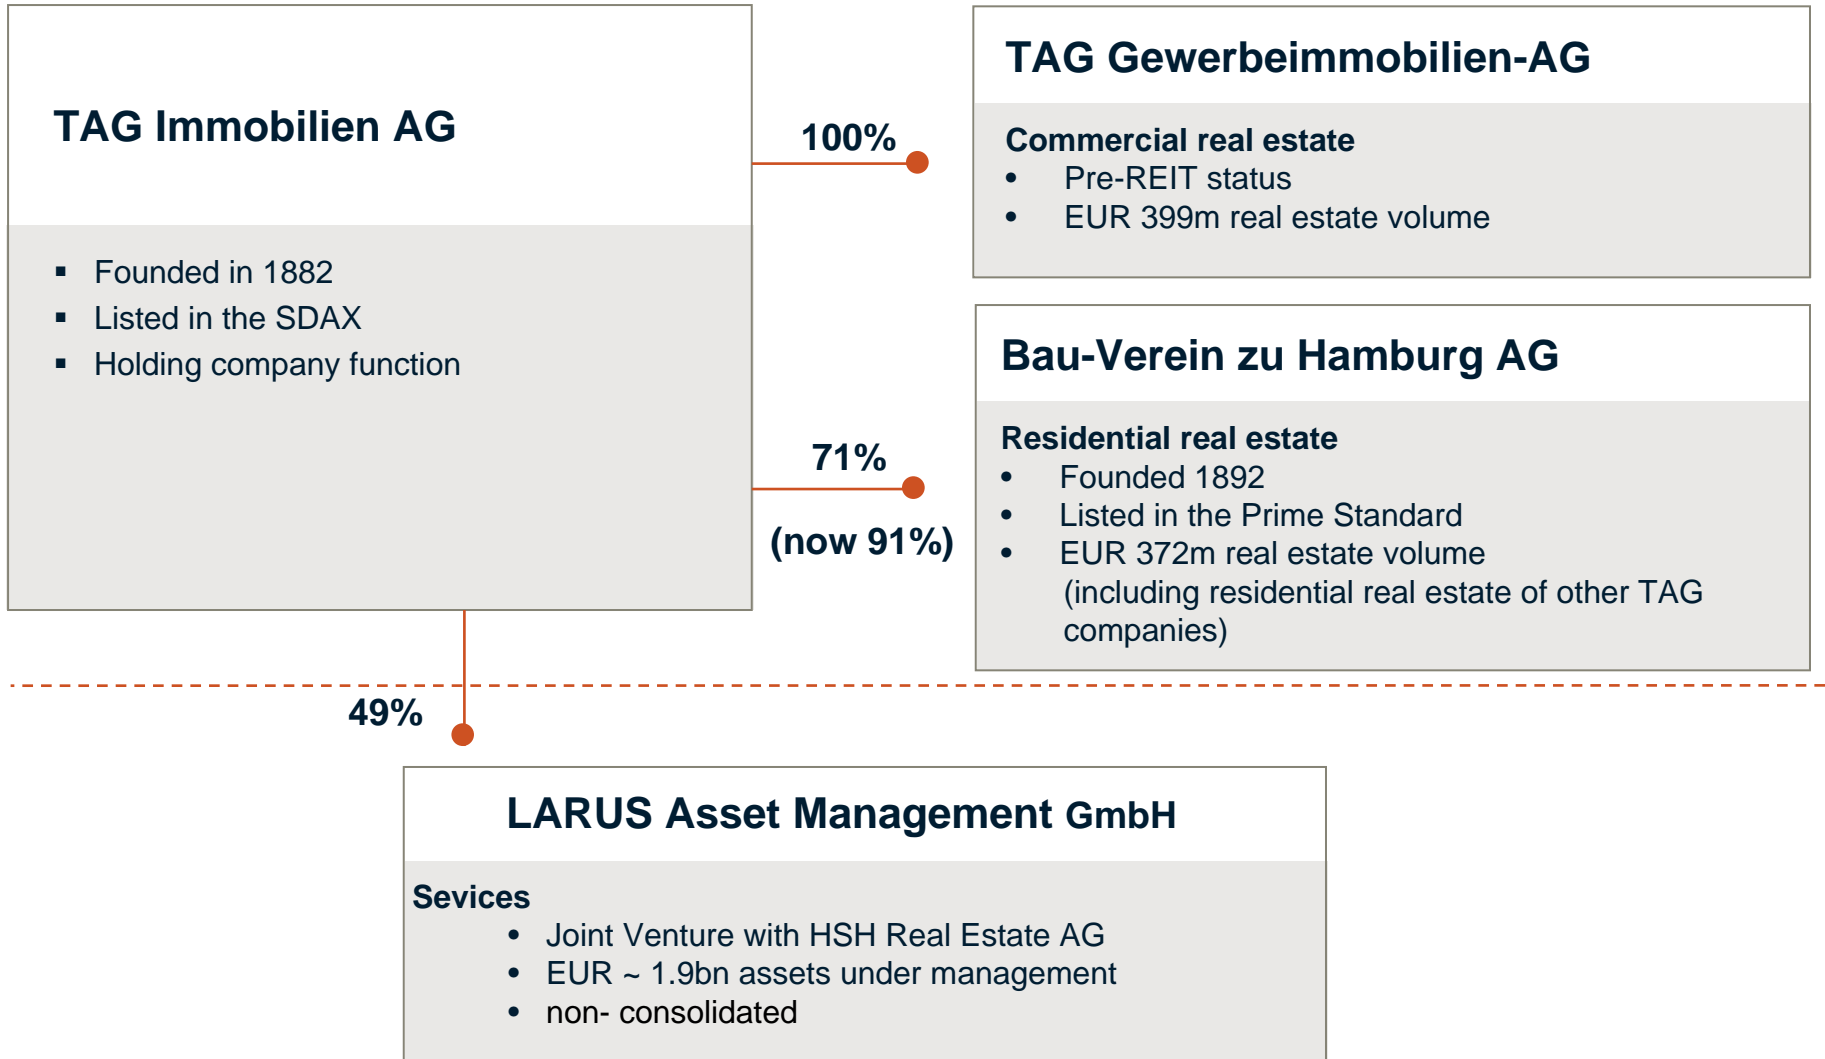 TAG Immobilien AG
▪ Founded in 1882
▪ Listed in the SDAX
▪ Holding company function
100%
TAG Gewerbeimmobilien-AG
Commercial real estate
• Pre-REIT status
• EUR 399m real estate volume
71%
(now 91%)
Bau-Verein zu Hamburg AG
Residential real estate
• Founded 1892
• Listed in the Prime Standard
• EUR 372m real estate volume
(including residential real estate of other TAG
companies)
49%
LARUS Asset Management GmbH
Sevices
• Joint Venture with HSH Real Estate AG
• EUR ~ 1.9bn assets under management
• non- consolidated